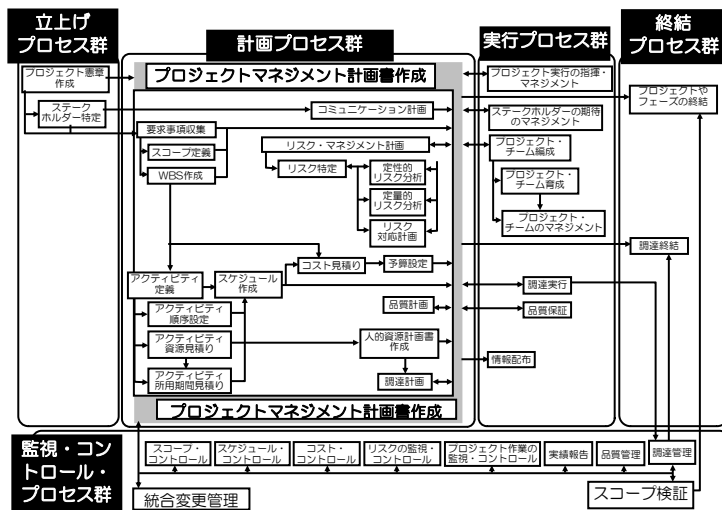 立上げ
プロセス群
計画プロセス群
実行プロセス群
終結
プロセス群
プロジェクト憲章
作成
ステーク
ホルダー特定
プロジェクトマネジメント計画書作成
コミュニケーション計画
要求事項収集
スコープ定義
WBS作成
リスク・マネジメント計画
リスク特定
定性的
リスク分析
定量的
リスク分析
リスク
対応計画
コスト見積り
予算設定
アクティビティ
定義
スケジュール
作成
アクティビティ
順序設定
アクティビティ
資源見積り
アクティビティ
所用期間見積り
品質計画
人的資源計画書
作成
調達計画
プロジェクトマネジメント計画書作成
プロジェクト実行の指揮・
マネジメント
ステークホルダーの期待
のマネジメント
プロジェクト・
チーム編成
プロジェクト・
チーム育成
プロジェクト・
チームのマネジメント
調達実行
品質保証
情報配布
プロジェクトや
フェーズの終結
調達終結
監視・コン
トロール・
プロセス群
スコープ・
コントロール
スケジュール・
コントロール
コスト・
コントロール
リスクの監視・
コントロール
プロジェクト作業の
監視・コントロール
実績報告
品質管理
調達管理
統合変更管理
スコープ検証